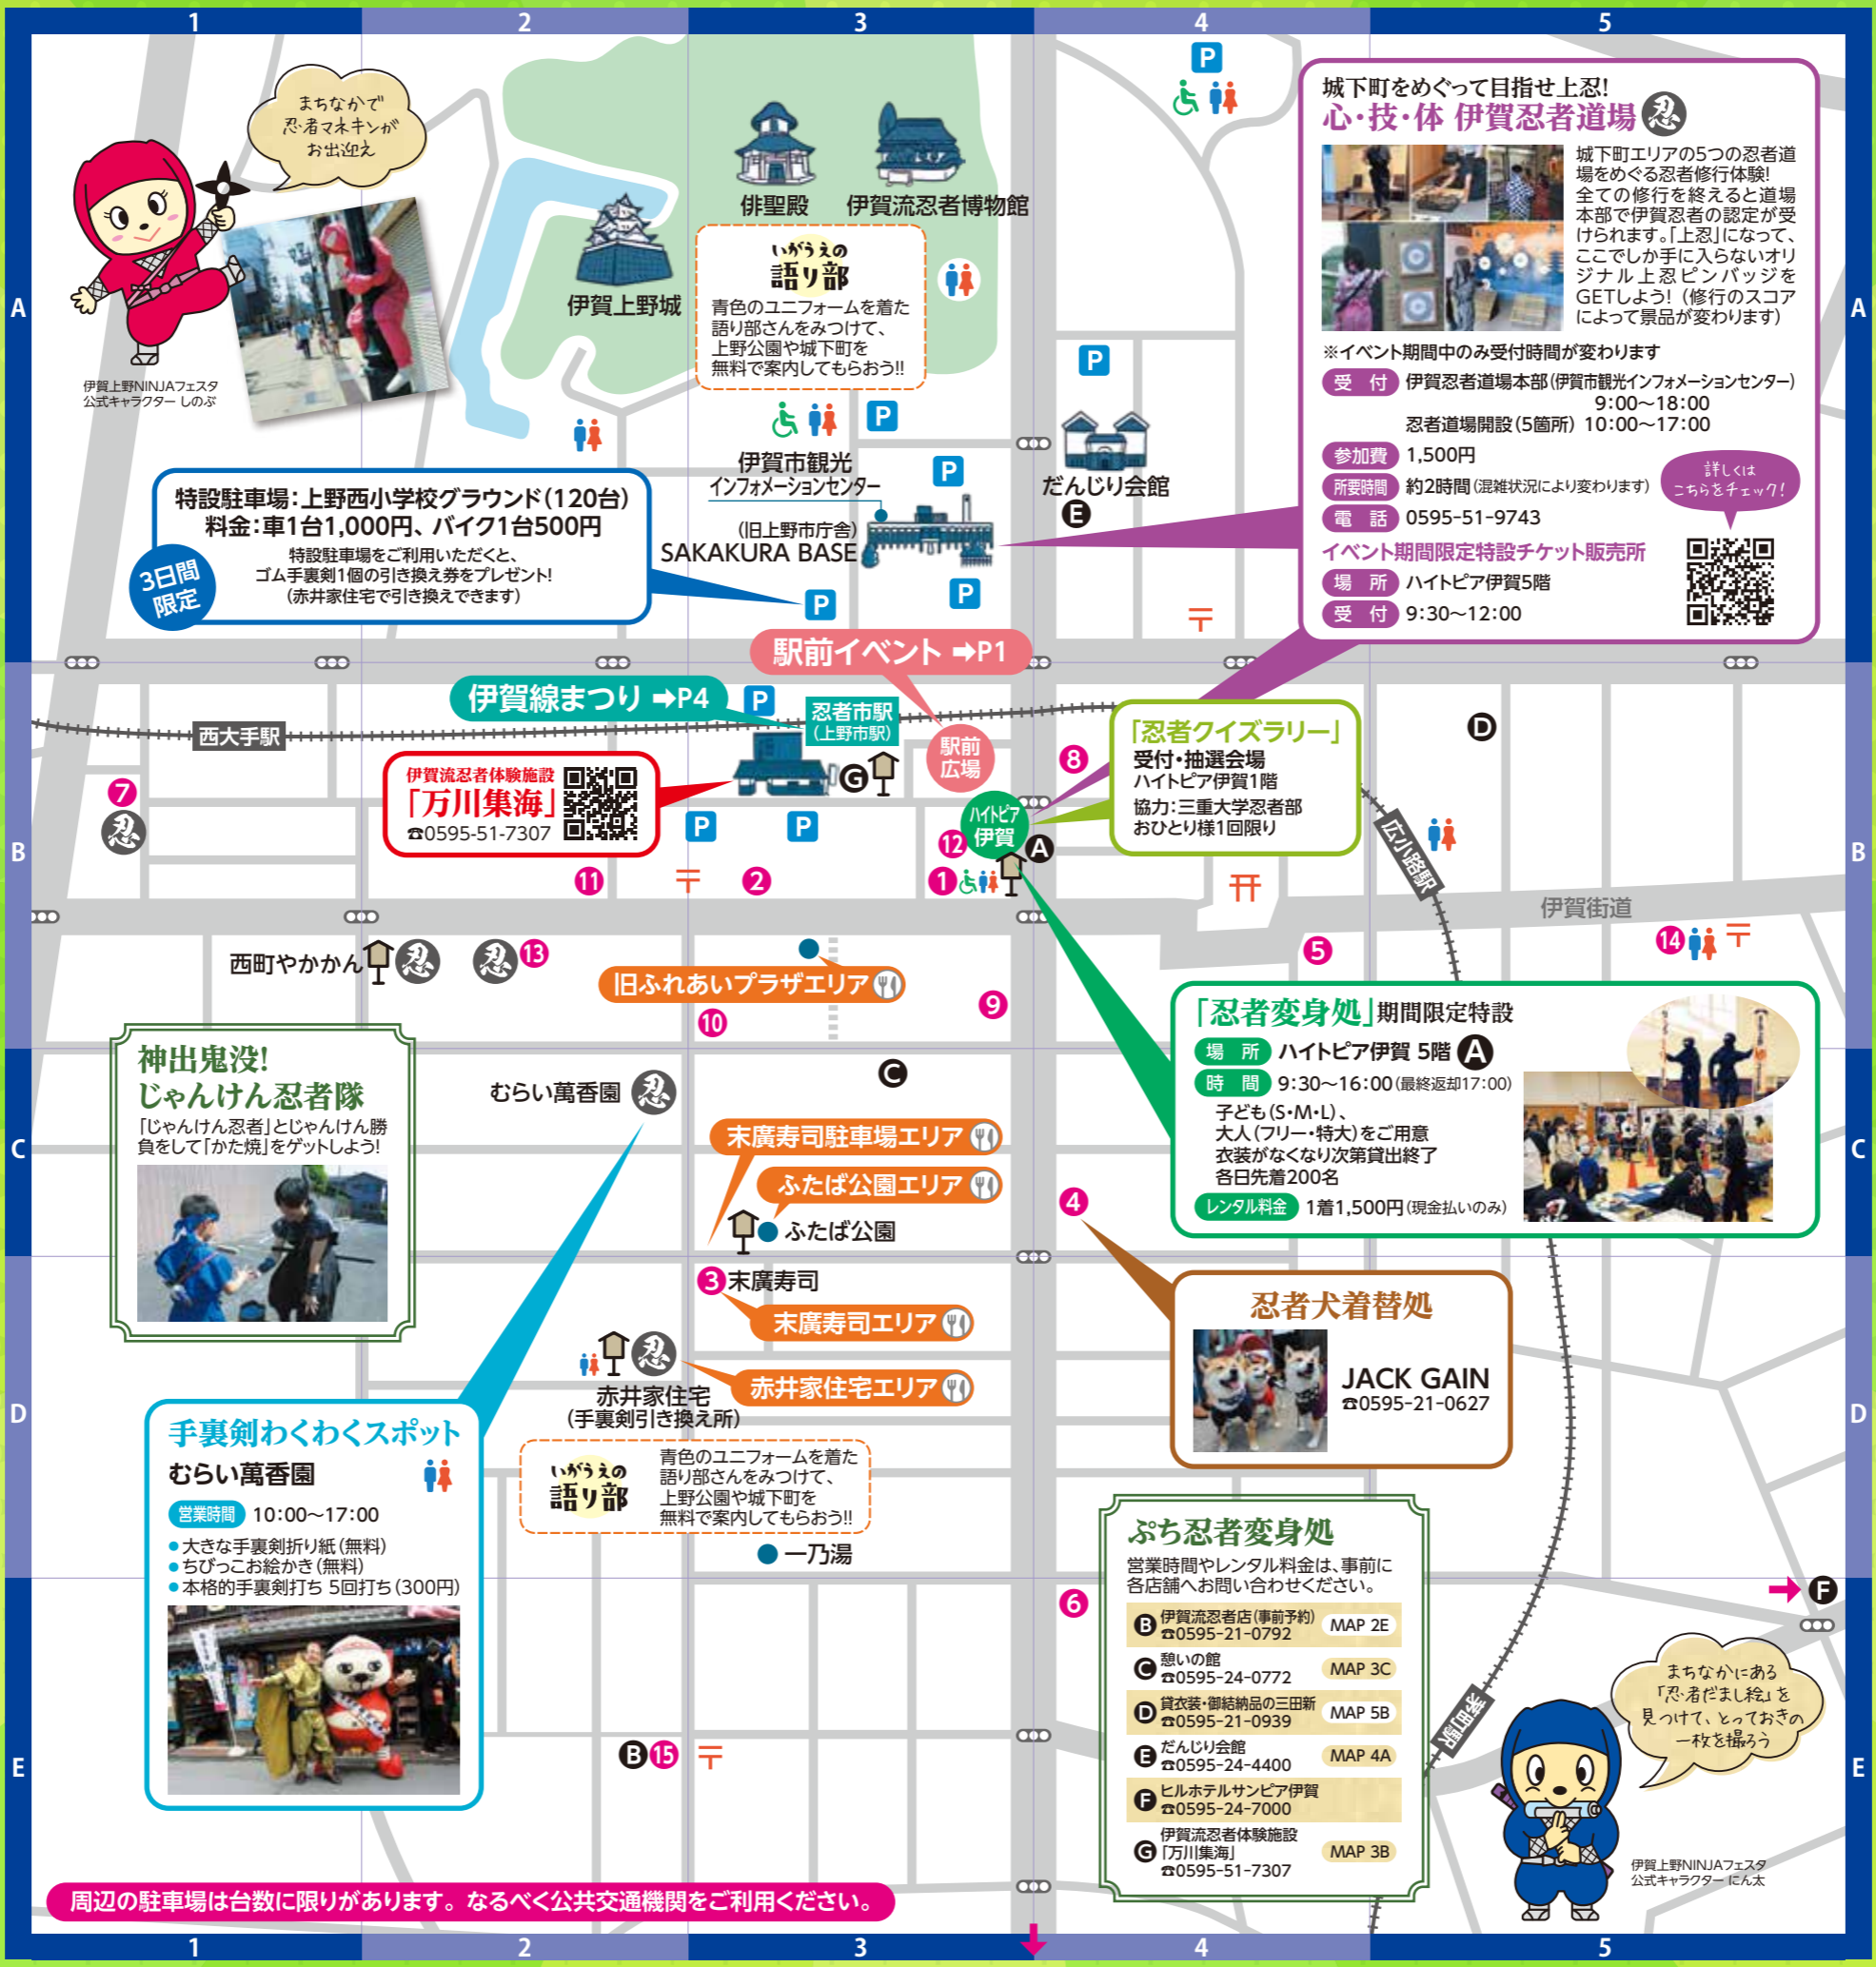 1 2 3 4 5
まちなかで
忍者マネキンが
お出迎え
伊賀上野NINJAフェスタ
公式キャラクター しのぶ
俳聖殿
伊賀流忍者博物館
伊賀上野城
いがうえの
語り部
青色のユニフォームを着た
語り部さんをみつけて、
上野公園や城下町を
無料で案内してもらおう!!
P
P
P
P
P
P
城下町をめぐって目指せ上忍!
心・技・体 伊賀忍者道場 忍
城下町エリアの5つの忍者道
場をめぐる忍者修行体験!
全ての修行を終えると道場
本部で伊賀忍者の認定が受
けられます。「上忍」になって、
ここでしか手に入らないオリ
ジナル上忍ピンバッジを
GETしよう! (修行のスコア
によって景品が変わります)
※イベント期間中のみ受付時間が変わります
受 付 伊賀忍者道場本部(伊賀市観光インフォメーションセンター)
9:00〜18:00
忍者道場開設(5箇所) 10:00〜17:00
参加費 1,500円
所要時間 約2時間(混雑状況により変わります)
電 話 0595-51-9743
詳しくは
こちらをチェック!
イベント期間限定特設チケット販売所
場 所 ハイトピア伊賀5階
受 付 9:30〜12:00
A
A
伊賀市観光
インフォメーションセンター
(旧上野市庁舎)
SAKAKURA BASE
だんじり会館
E
特設駐車場:上野西小学校グラウンド(120台)
料金:車1台1,000円、バイク1台500円
特設駐車場をご利用いただくと、
ゴム手裏剣1個の引き換え券をプレゼント!
(赤井家住宅で引き換えできます)
3日間
限定
〒
駅前イベント ➡P1
伊賀線まつり ➡P4
P
忍者市駅
(上野市駅)
西大手駅
駅前
広場
伊賀流忍者体験施設
「万川集海」
☎0595-51-7307
G
8
「忍者クイズラリー」
受付・抽選会場
ハイトピア伊賀1階
協力:三重大学忍者部
おひとり様1回限り
D
7
忍
P
P
ハイトピア
伊賀
12
A
広小路駅
B
B
11
〒
2
1
伊賀街道
西町やかかん
忍
忍
13
旧ふれあいプラザエリア
10
9
5
14
〒
「忍者変身処」期間限定特設
場 所 ハイトピア伊賀 5階 A
時 間 9:30〜16:00(最終返却17:00)
子ども(S・M・L)、
大人(フリー・特大)をご用意
衣装がなくなり次第貸出終了
各日先着200名
レンタル料金 1着1,500円(現金払いのみ)
神出鬼没!
じゃんけん忍者隊
「じゃんけん忍者」とじゃんけん勝
負をして「かた焼」をゲットしよう!
むらい萬香園 忍
C
C
C
末廣寿司駐車場エリア
ふたば公園エリア
ふたば公園
4
3 末廣寿司
末廣寿司エリア
忍
赤井家住宅エリア
赤井家住宅
(手裏剣引き換え所)
忍者犬着替処
JACK GAIN
☎0595-21-0627
D
D
手裏剣わくわくスポット
むらい萬香園
営業時間 10:00〜17:00
●大きな手裏剣折り紙(無料)
●ちびっこお絵かき(無料)
●本格的手裏剣打ち 5回打ち(300円)
いがうえの
語り部
青色のユニフォームを着た
語り部さんをみつけて、
上野公園や城下町を
無料で案内してもらおう!!
一乃湯
6
ぷち忍者変身処
営業時間やレンタル料金は、事前に
各店舗へお問い合わせください。
B 伊賀流忍者店(事前予約)
☎0595-21-0792 MAP 2E
C 憩いの館
☎0595-24-0772 MAP 3C
D 貸衣装・御結納品の三田新
☎0595-21-0939 MAP 5B
E だんじり会館
☎0595-24-4400 MAP 4A
F ヒルホテルサンピア伊賀
☎0595-24-7000
G 伊賀流忍者体験施設
「万川集海」
☎0595-51-7307 MAP 3B
➡ F
茅町駅
まちなかにある
「忍者だまし絵」を
見つけて、とっておきの
一枚を撮ろう
伊賀上野NINJAフェスタ
公式キャラクター にん太
B 15 〒
E
E
周辺の駐車場は台数に限りがあります。なるべく公共交通機関をご利用ください。
1 2 3 4 5